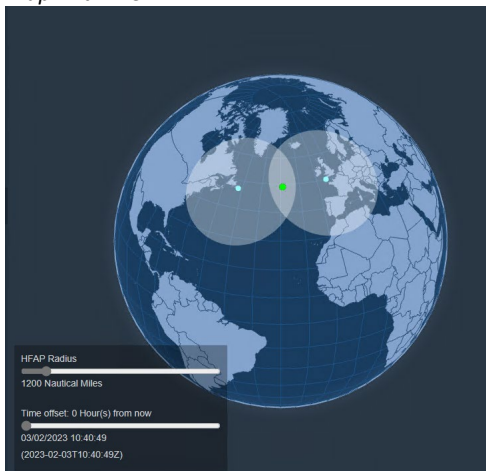 HFAP Radius
1200 Nautical Miles
Time offset: 0 Hour(s) from now
03/02/2023 10:40:49
(2023-02-03T10:40:49Z)